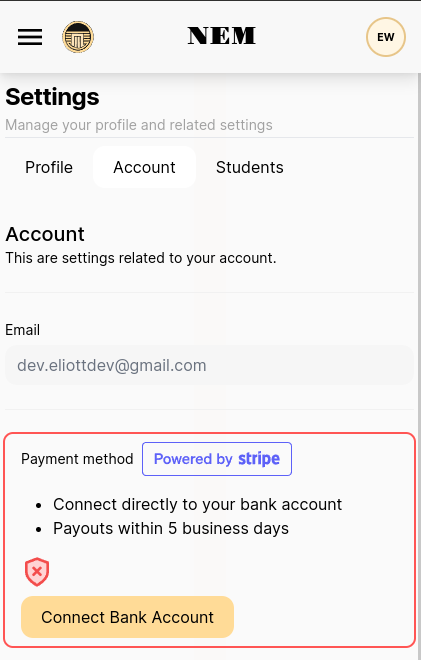 NEM
EW
Settings
Manage your profile and related settings
Profile Account Students
Account
This are settings related to your account.
Email
dev.eliottdev@gmail.com
Payment method Powered by stripe
• Connect directly to your bank account
• Payouts within 5 business days
Connect Bank Account